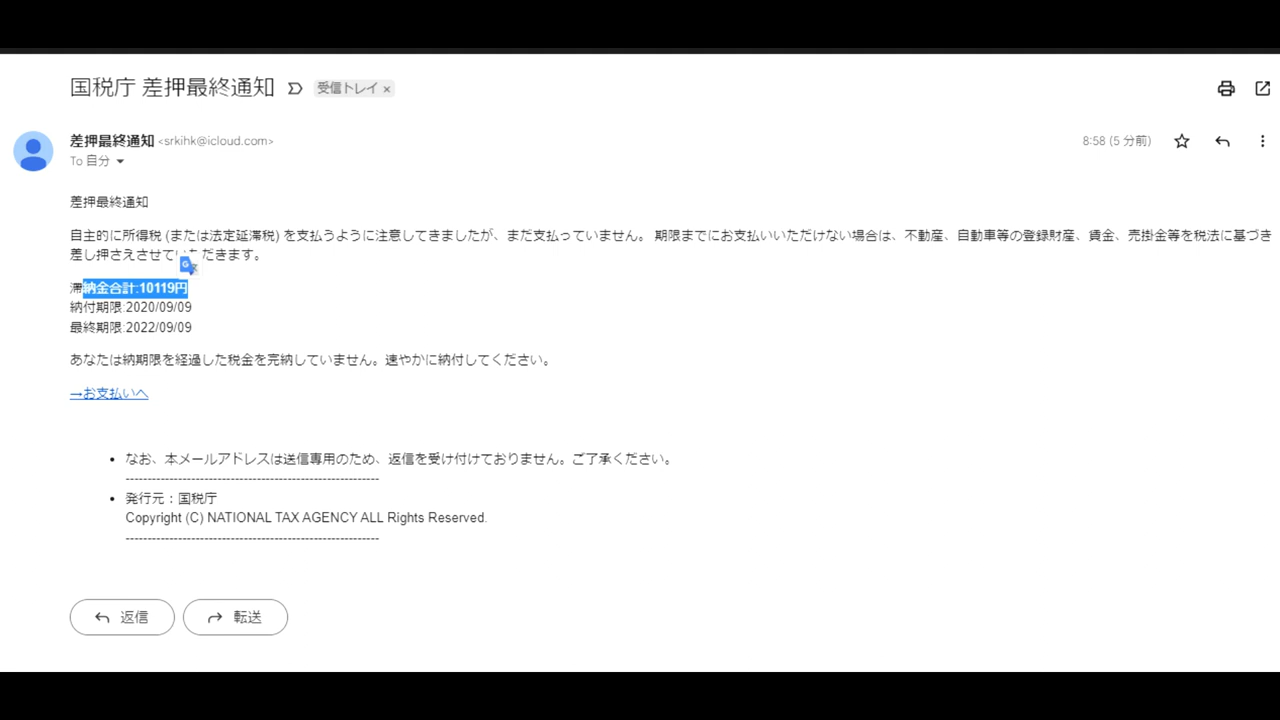 国税庁 差押最終通知 受信トレイ ×
差押最終通知 <srkihk@icloud.com> 8:58 (5 分前)
To 自分
差押最終通知
自主的に所得税 (または法定延滞税) を支払うように注意してきましたが、まだ支払っていません。 期限までにお支払いいただけない場合は、不動産、自動車等の登録財産、賃金、売掛金等を税法に基づき
差し押さえさせていただきます。
滞納金合計:10119円
納付期限:2020/09/09
最終期限:2022/09/09
あなたは納期限を経過した税金を完納していません。速やかに納付してください。
→お支払いへ
• なお、本メールアドレスは送信専用のため、返信を受け付けておりません。ご了承ください。
----------------------------------------------------------
• 発行元：国税庁
Copyright (C) NATIONAL TAX AGENCY ALL Rights Reserved.
----------------------------------------------------------
返信 転送